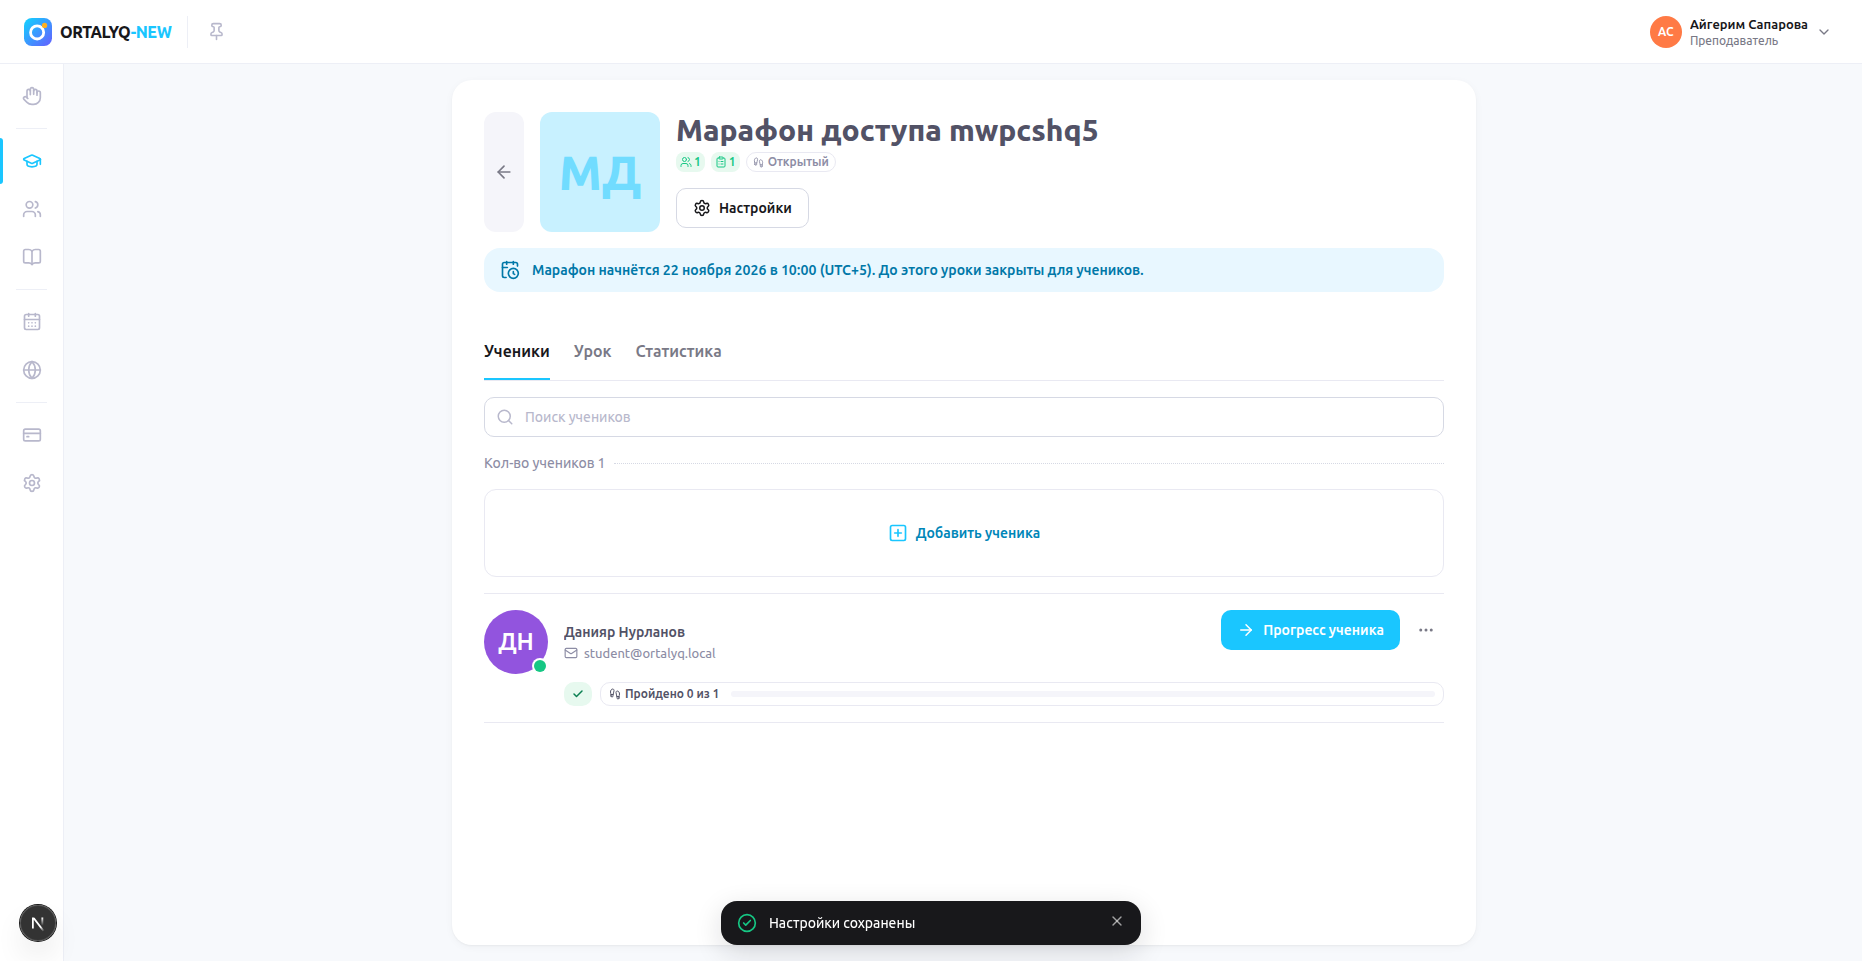 ORTALYQ-NEW
АС
Айгерим Сапарова
Преподаватель
МД
Марафон доступа mwpcshq5
1
1
Открытый
Настройки
Марафон начнётся 22 ноября 2026 в 10:00 (UTC+5). До этого уроки закрыты для учеников.
Ученики
Урок
Статистика
Поиск учеников
Кол-во учеников 1
Добавить ученика
ДН
Данияр Нурланов
student@ortalyq.local
Прогресс ученика
Пройдено 0 из 1
N
Настройки сохранены